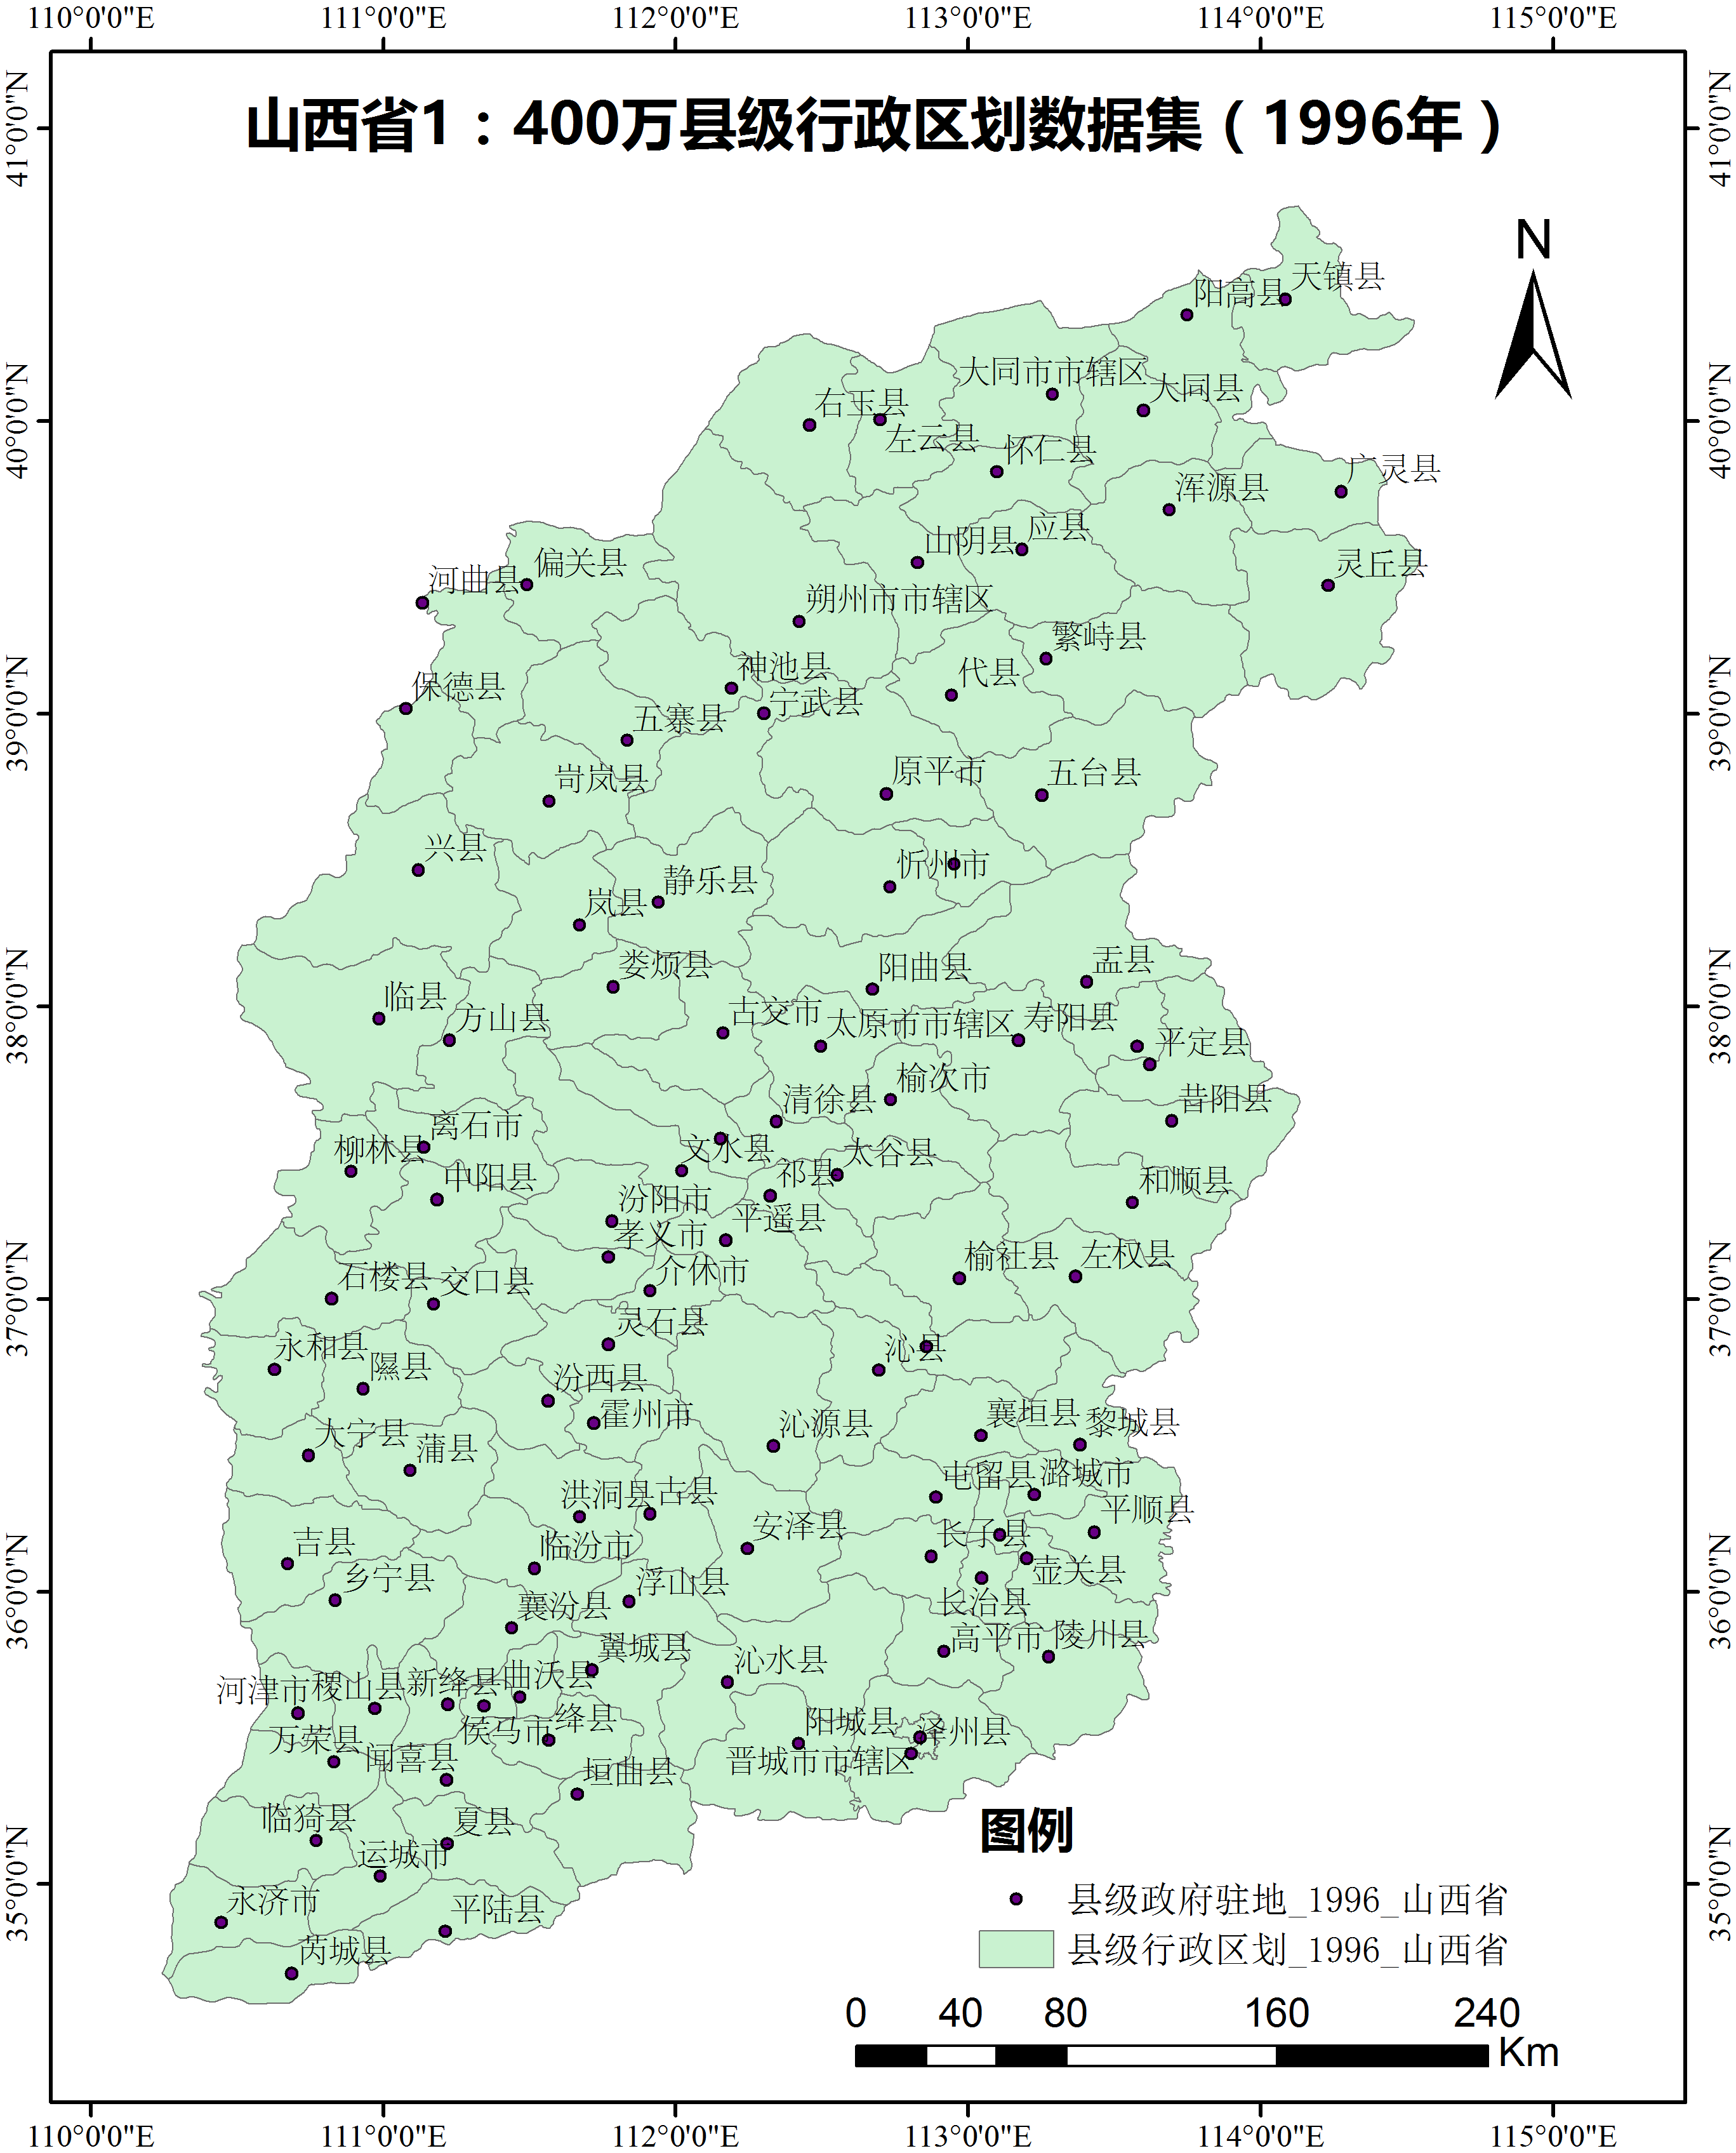 110°0'0"E 111°0'0"E 112°0'0"E 113°0'0"E 114°0'0"E 115°0'0"E
41°0'0"N
41°0'0"N
山西省1：400万县级行政区划数据集（1996年）
N
天镇县
阳高县
大同市市辖区
大同县
40°0'0"N
40°0'0"N
右玉县
左云县
怀仁县
广灵县
浑源县
应县
山阴县
偏关县
灵丘县
河曲县
朔州市市辖区
繁峙县
神池县
代县
保德县
39°0'0"N
39°0'0"N
宁武县
五寨县
原平市
五台县
岢岚县
兴县
忻州市
静乐县
岚县
娄烦县
阳曲县
盂县
38°0'0"N
38°0'0"N
临县
方山县
古交市
太原市市辖区
寿阳县
平定县
榆次市
清徐县
昔阳县
离石市
柳林县
文水县
太谷县
中阳县
祁县
和顺县
汾阳市
平遥县
孝义市
介休市
榆社县
左权县
石楼县
交口县
37°0'0"N
37°0'0"N
灵石县
永和县
沁县
隰县
汾西县
霍州市
沁源县
襄垣县
黎城县
大宁县
蒲县
屯留县
潞城市
洪洞县
古县
平顺县
安泽县
长子县
吉县
临汾市
壶关县
36°0'0"N
36°0'0"N
乡宁县
浮山县
襄汾县
长治县
高平市
陵川县
翼城县
沁水县
河津市
稷山县
新绛县
曲沃县
侯马市
绛县
阳城县
泽州县
万荣县
闻喜县
晋城市市辖区
垣曲县
临猗县
夏县
运城市
35°0'0"N
35°0'0"N
永济市
平陆县
芮城县
图例
县级政府驻地_1996_山西省
县级行政区划_1996_山西省
0 40 80 160 240
Km
110°0'0"E 111°0'0"E 112°0'0"E 113°0'0"E 114°0'0"E 115°0'0"E